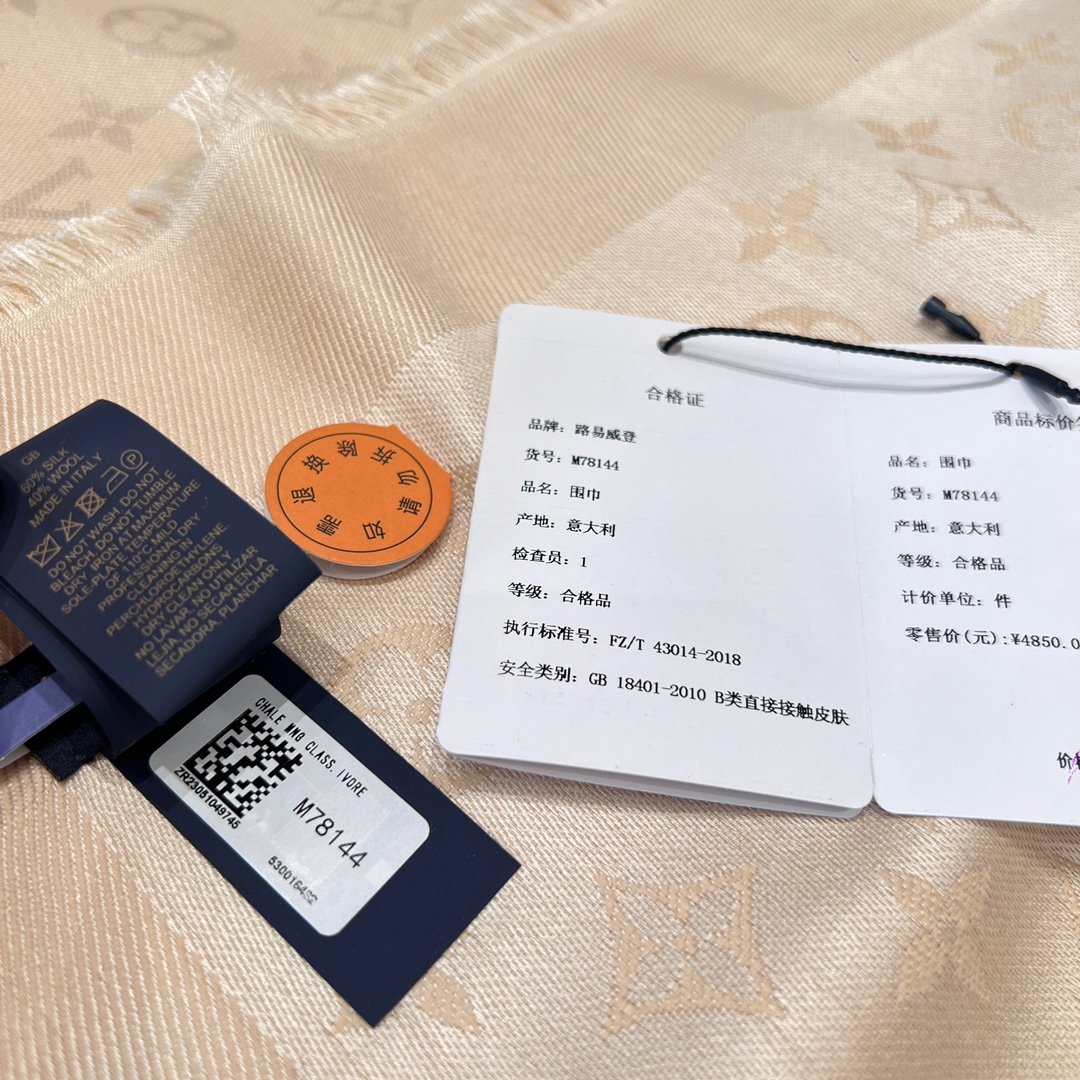 GB
60% SILK
40% WOOL
MADE IN ITALY
DO NOT WASH. DO NOT
BLEACH. DO NOT TUMBLE
DRY. IRON AT MAXIMUM
SOLE-PLATE TEMPERATURE
OF 110°C. MILD
PROFESSIONAL DRY
CLEANING IN
PERCHLOROETHYLENE.
HYDROCARBONS
DRY CLEAN ONLY.
NO LAVAR. NO UTILIZAR
LEJIA. NO SECAR EN LA
SECADORA. PLANCHAR
如需退换 请勿拆除
CHALE MNG CLASS. IVORE
ZR23051049745
M78144
合格证
品牌：路易威登
货号：M78144
品名：围巾
产地：意大利
检查员：1
等级：合格品
执行标准号：FZ/T 43014-2018
安全类别：GB 18401-2010 B类直接接触皮肤
商品标价
品名：围巾
货号：M78144
产地：意大利
等级：合格品
计价单位：件
零售价(元)：¥4850.0
价